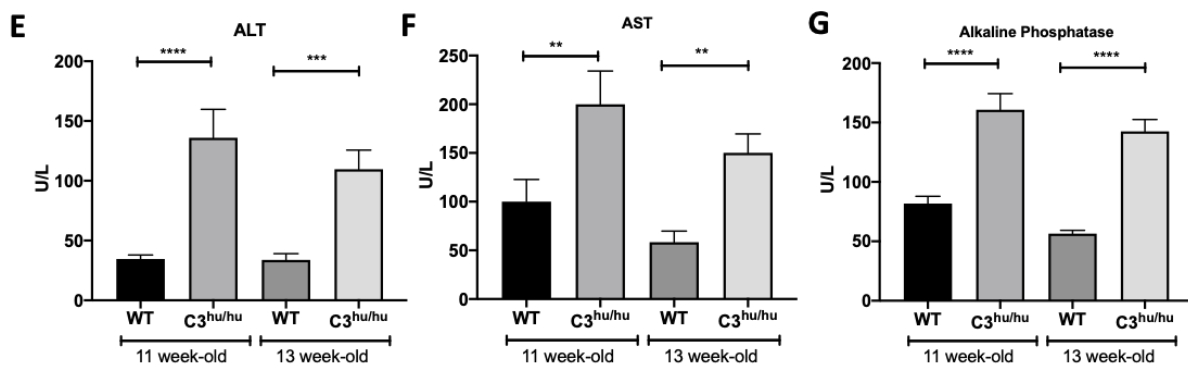 E
ALT
****
***
200
150
100
50
0
U/L
WT
C3hu/hu
WT
C3hu/hu
11 week-old
13 week-old
F
AST
**
**
250
200
150
100
50
0
U/L
WT
C3hu/hu
WT
C3hu/hu
11 week-old
13 week-old
G
Alkaline Phosphatase
****
****
200
150
100
50
0
U/L
WT
C3hu/hu
WT
C3hu/hu
11 week-old
13 week-old